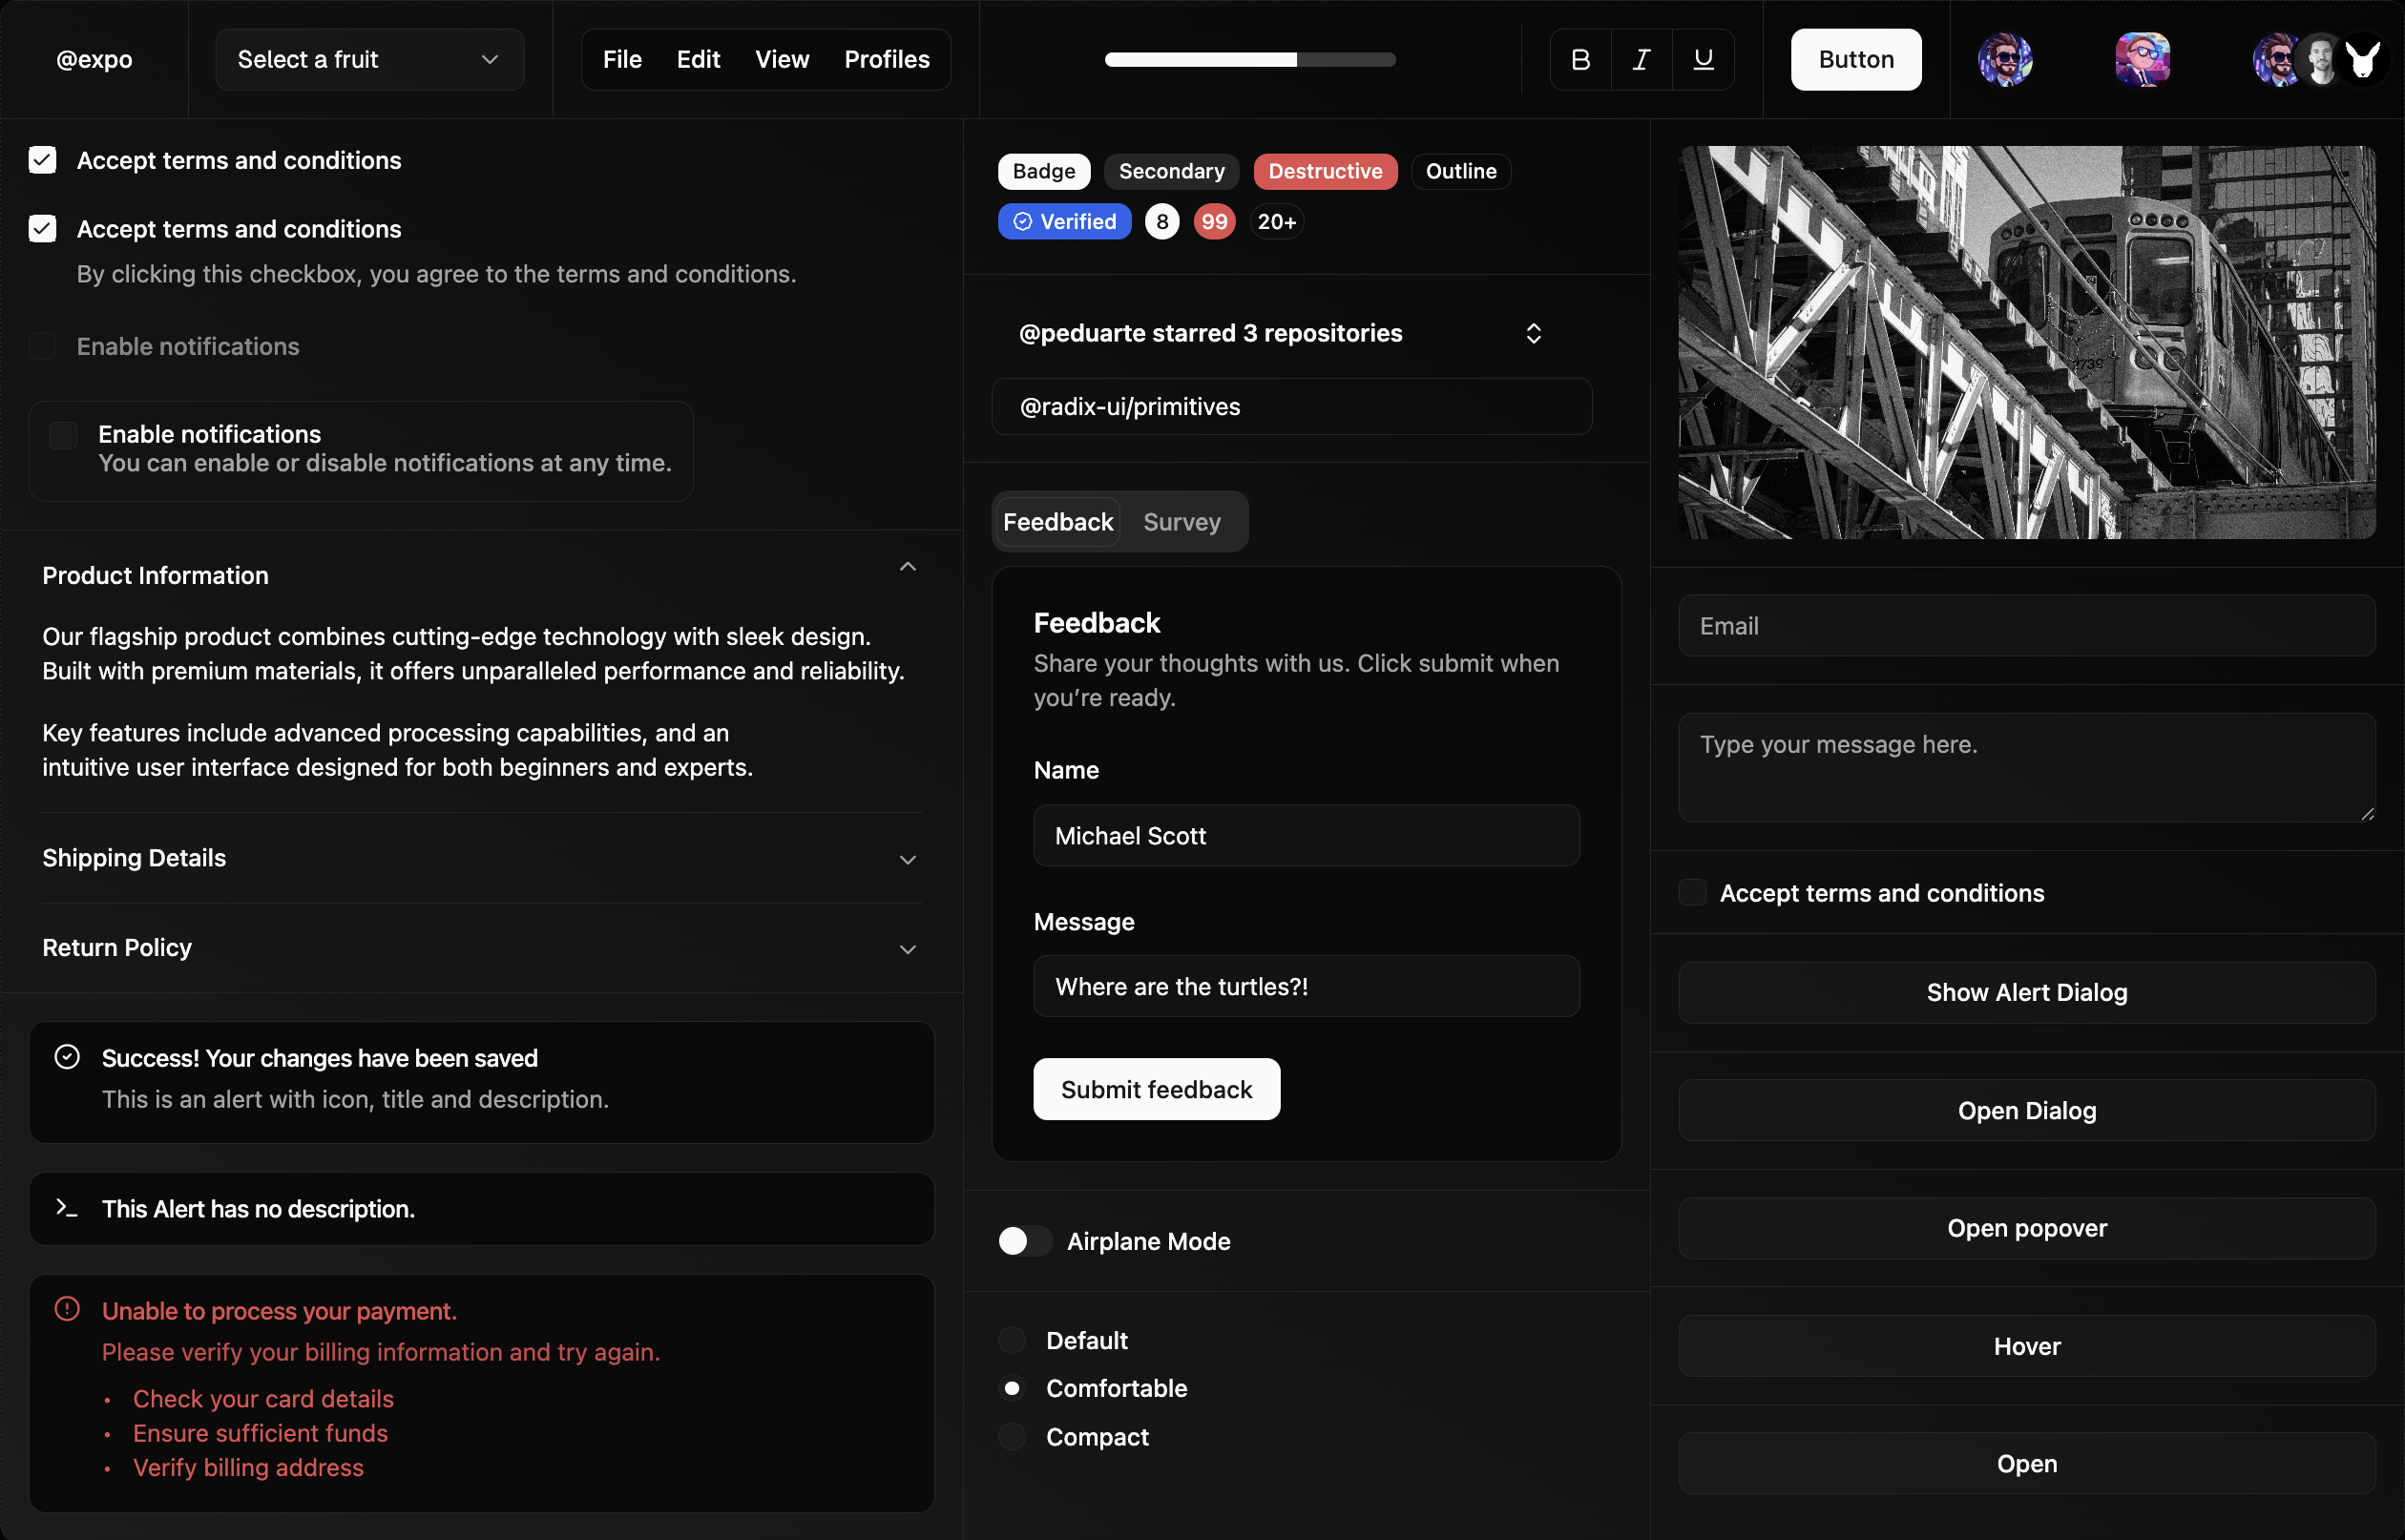 @expo
Select a fruit
File Edit View Profiles
B I U
Button
Accept terms and conditions
Accept terms and conditions
By clicking this checkbox, you agree to the terms and conditions.
Enable notifications
Enable notifications
You can enable or disable notifications at any time.
Product Information
Our flagship product combines cutting-edge technology with sleek design.
Built with premium materials, it offers unparalleled performance and reliability.
Key features include advanced processing capabilities, and an
intuitive user interface designed for both beginners and experts.
Shipping Details
Return Policy
Success! Your changes have been saved
This is an alert with icon, title and description.
This Alert has no description.
Unable to process your payment.
Please verify your billing information and try again.
• Check your card details
• Ensure sufficient funds
• Verify billing address
Badge Secondary Destructive Outline
Verified 8 99 20+
@peduarte starred 3 repositories
@radix-ui/primitives
Feedback Survey
Feedback
Share your thoughts with us. Click submit when
you’re ready.
Name
Michael Scott
Message
Where are the turtles?!
Submit feedback
Airplane Mode
Default
Comfortable
Compact
Email
Type your message here.
Accept terms and conditions
Show Alert Dialog
Open Dialog
Open popover
Hover
Open